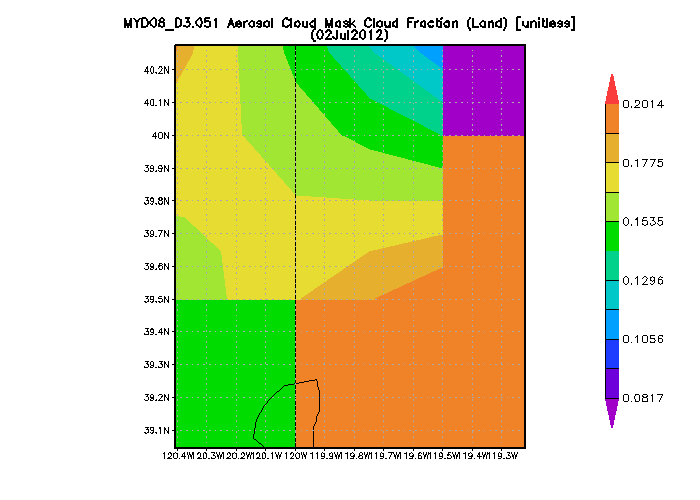 MYD08_D3.051 Aerosol Cloud Mask Cloud Fraction (Land) [unitless]
(02Jul2012)
40.2N
40.1N
40N
39.9N
39.8N
39.7N
39.6N
39.5N
39.4N
39.3N
39.2N
39.1N
120.4W 120.3W 120.2W 120.1W 120W 119.9W 119.8W 119.7W 119.6W 119.5W 119.4W 119.3W
0.2014
0.1775
0.1535
0.1296
0.1056
0.0817